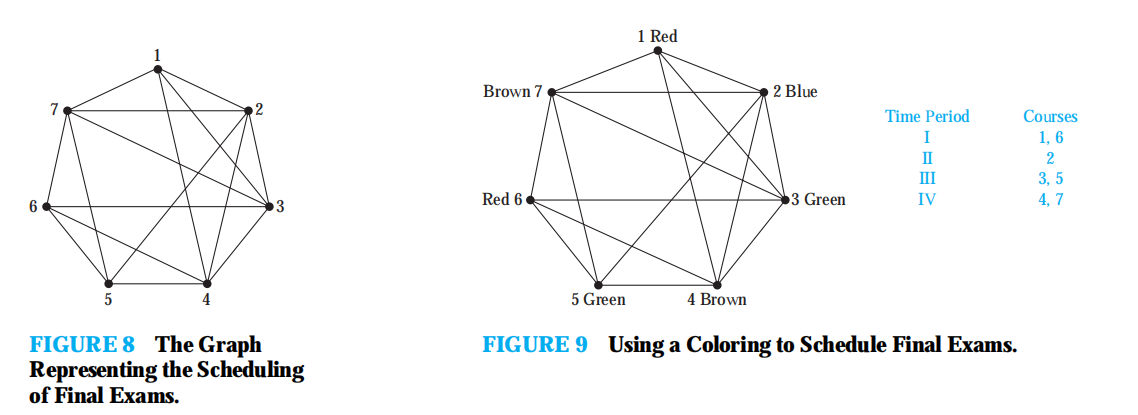 1
7
2
6
3
5
4
FIGURE 8 The Graph
Representing the Scheduling
of Final Exams.
1 Red
Brown 7
2 Blue
Red 6
3 Green
5 Green
4 Brown
FIGURE 9 Using a Coloring to Schedule Final Exams.
Time Period Courses
I 1, 6
II 2
III 3, 5
IV 4, 7